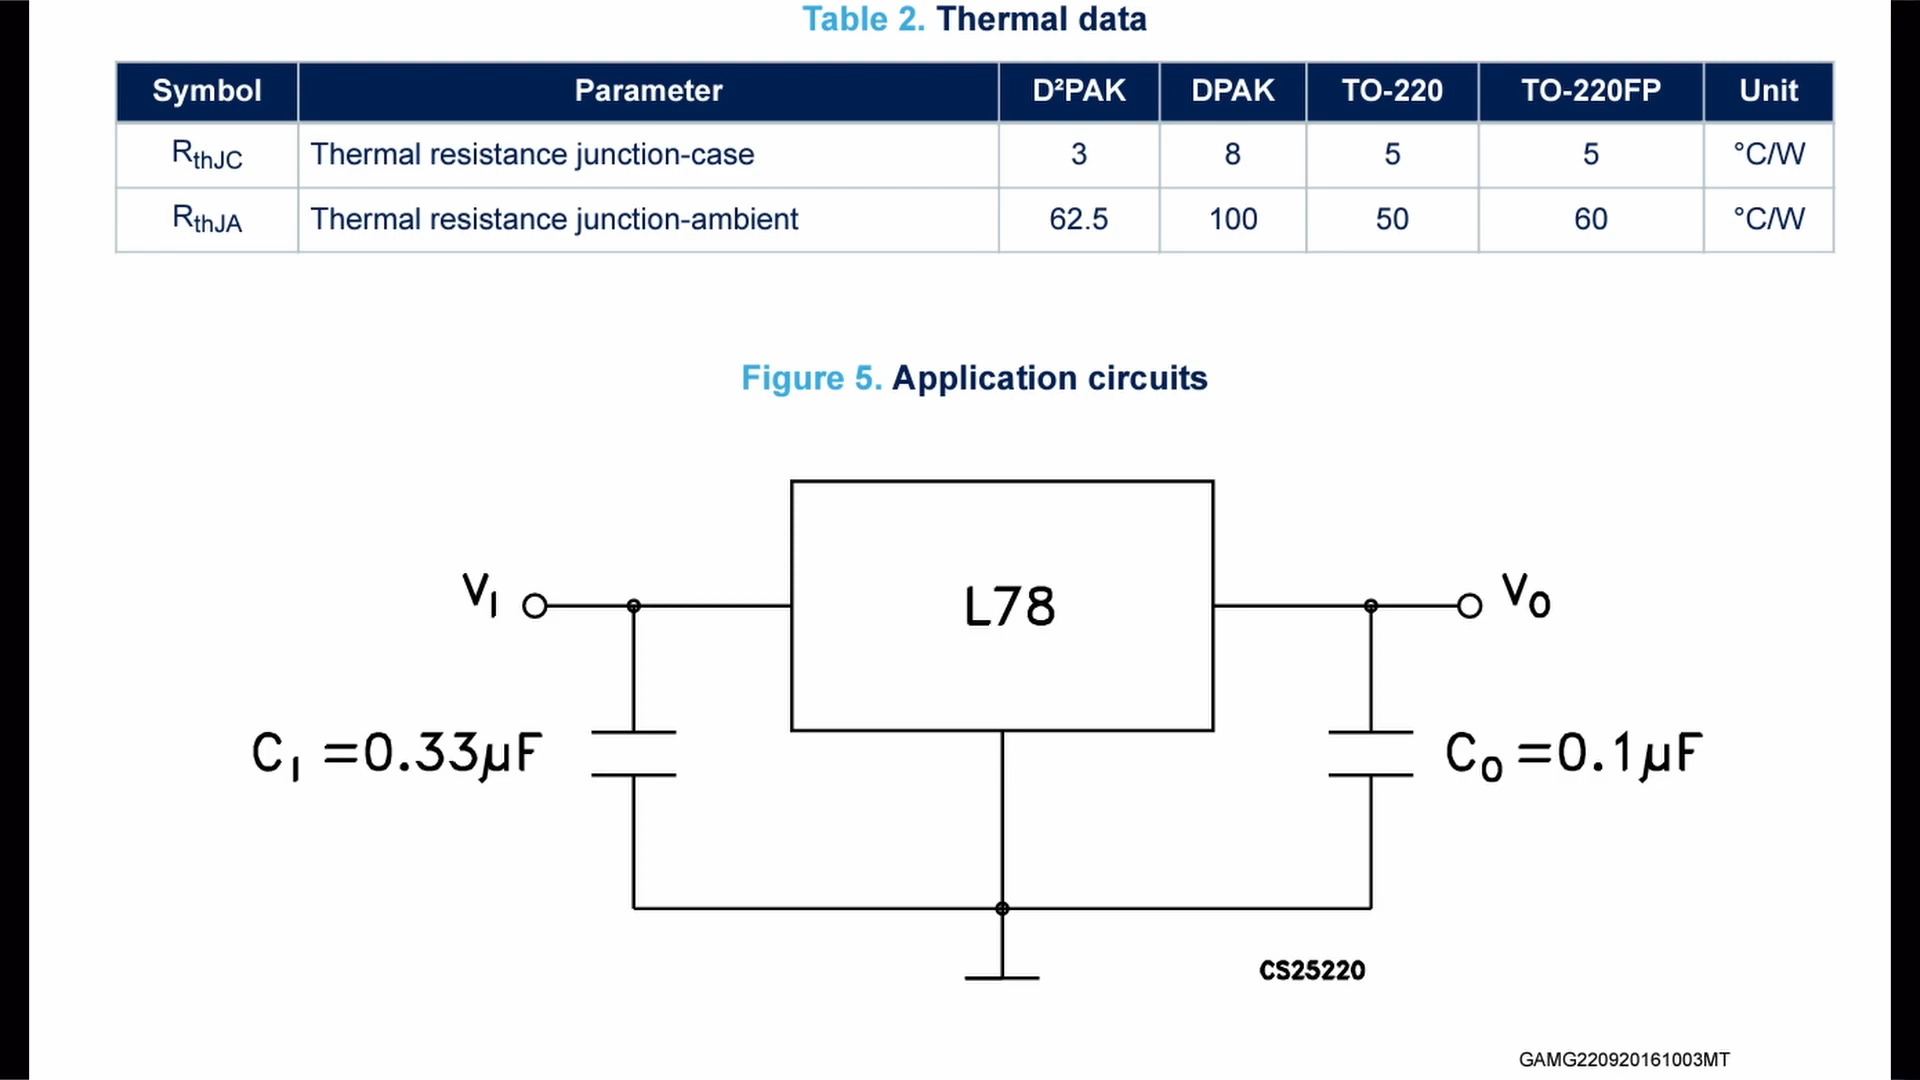 Table 2. Thermal data
Symbol Parameter D²PAK DPAK TO-220 TO-220FP Unit
RthJC Thermal resistance junction-case 3 8 5 5 °C/W
RthJA Thermal resistance junction-ambient 62.5 100 50 60 °C/W
Figure 5. Application circuits
VI L78 VO
CI =0.33µF CO =0.1µF
CS25220
GAMG220920161003MT